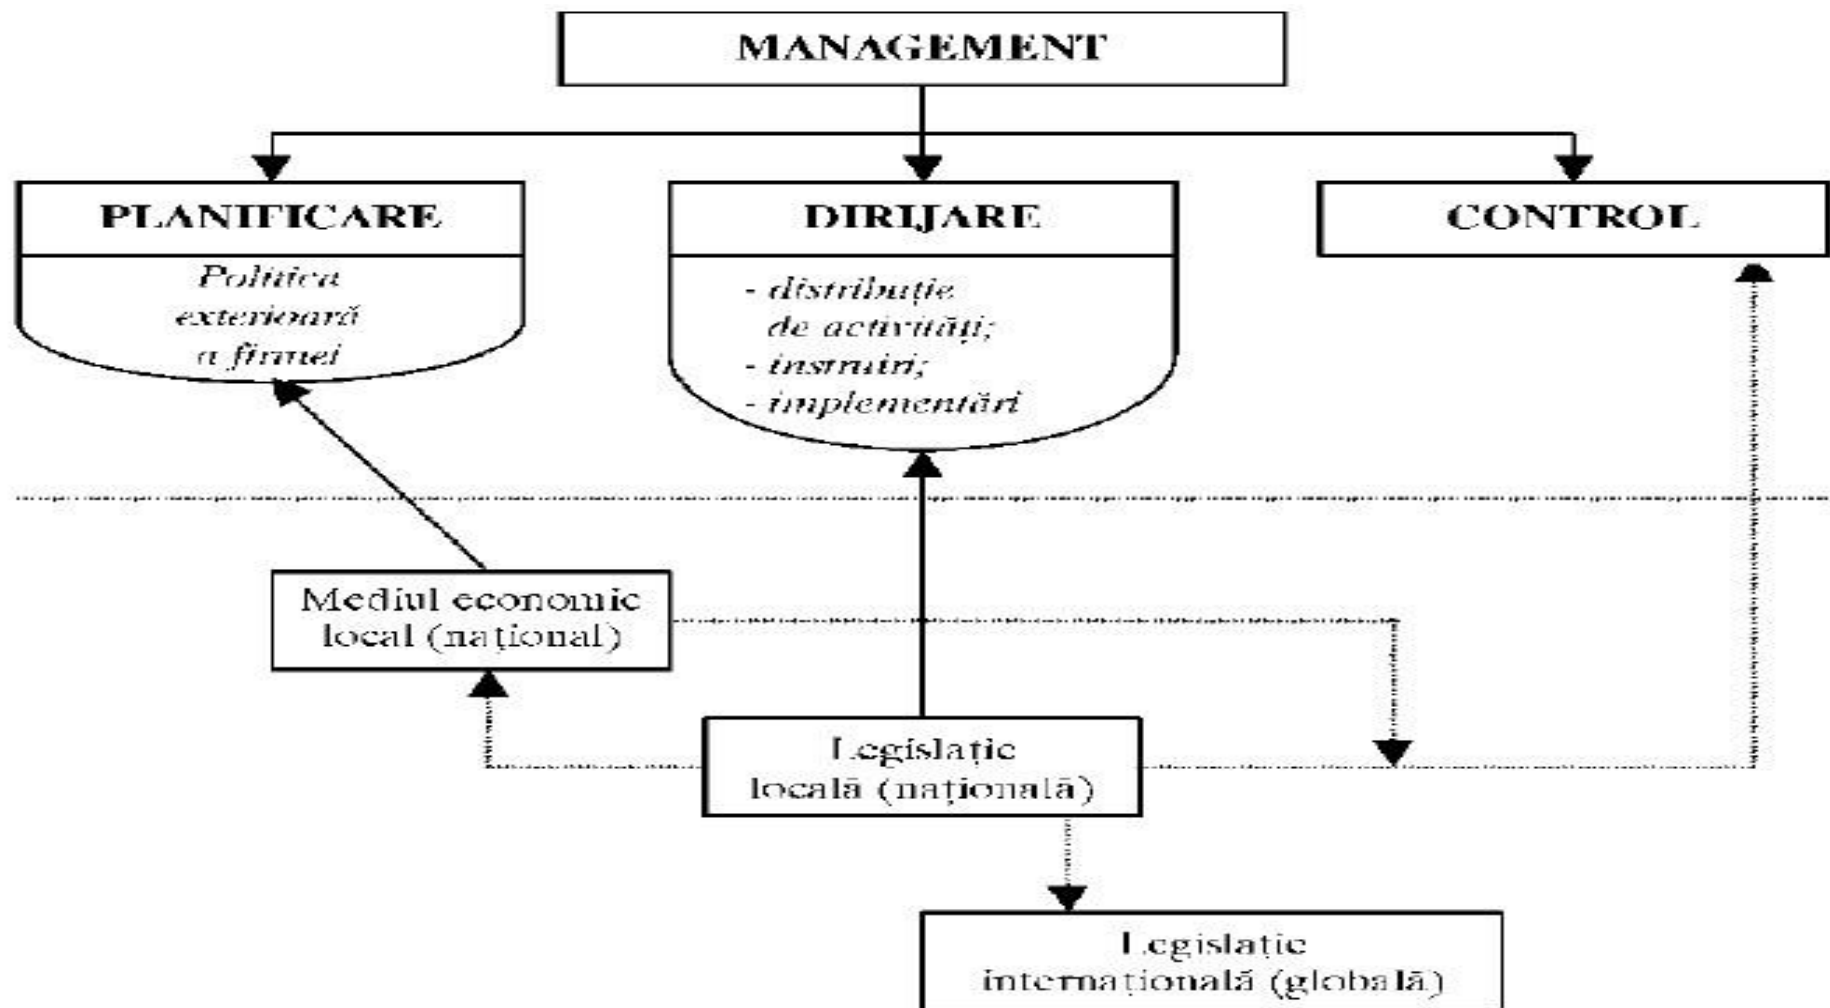 MANAGEMENT
PLANIFICARE
Politica
exterioară
a firmei
DIRIJARE
- distribuție
de activități;
- instruiri;
- implementări
CONTROL
Mediul economic
local (național)
Legislație
locală (națională)
Legislație
internațională (globală)